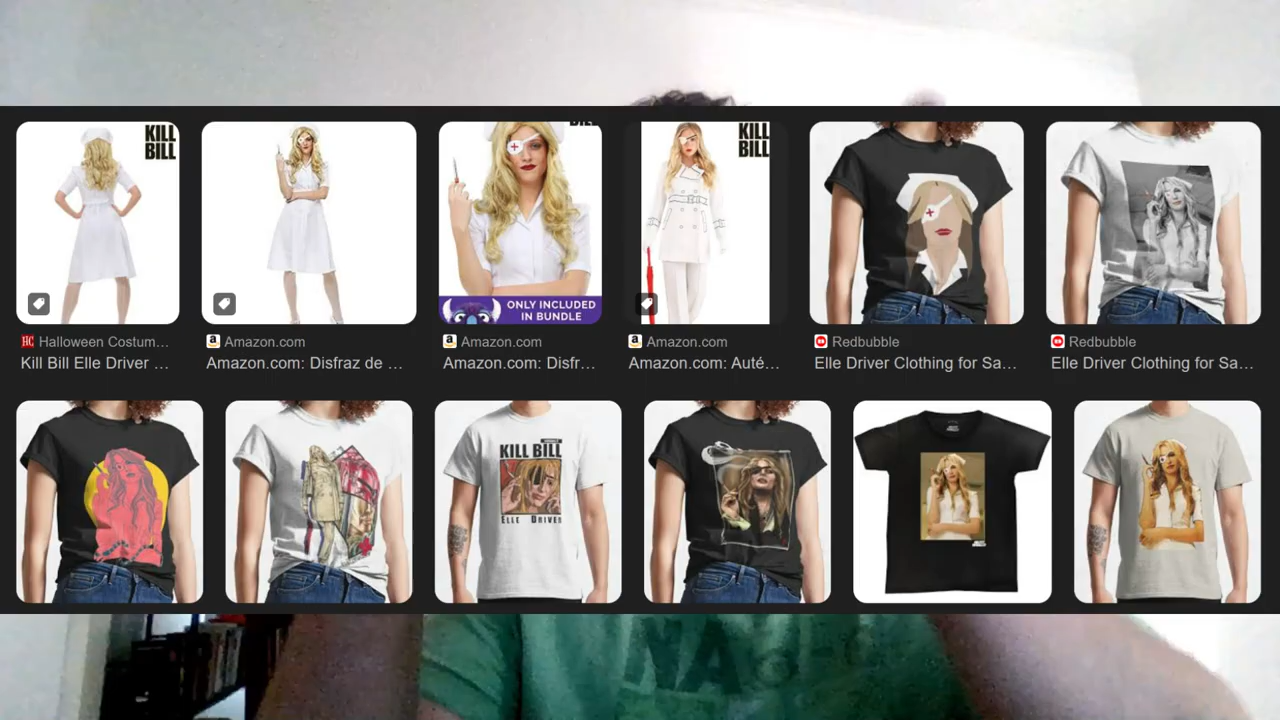 KILL
BILL
KILL
BILL
ONLY INCLUDED
IN BUNDLE
Halloween Costum...
Amazon.com
Amazon.com
Amazon.com
Redbubble
Redbubble
Kill Bill Elle Driver ...
Amazon.com: Disfraz de ...
Amazon.com: Disfr...
Amazon.com: Auté...
Elle Driver Clothing for Sa...
Elle Driver Clothing for Sa...
KILL BILL
ELLE DRIVER
NA